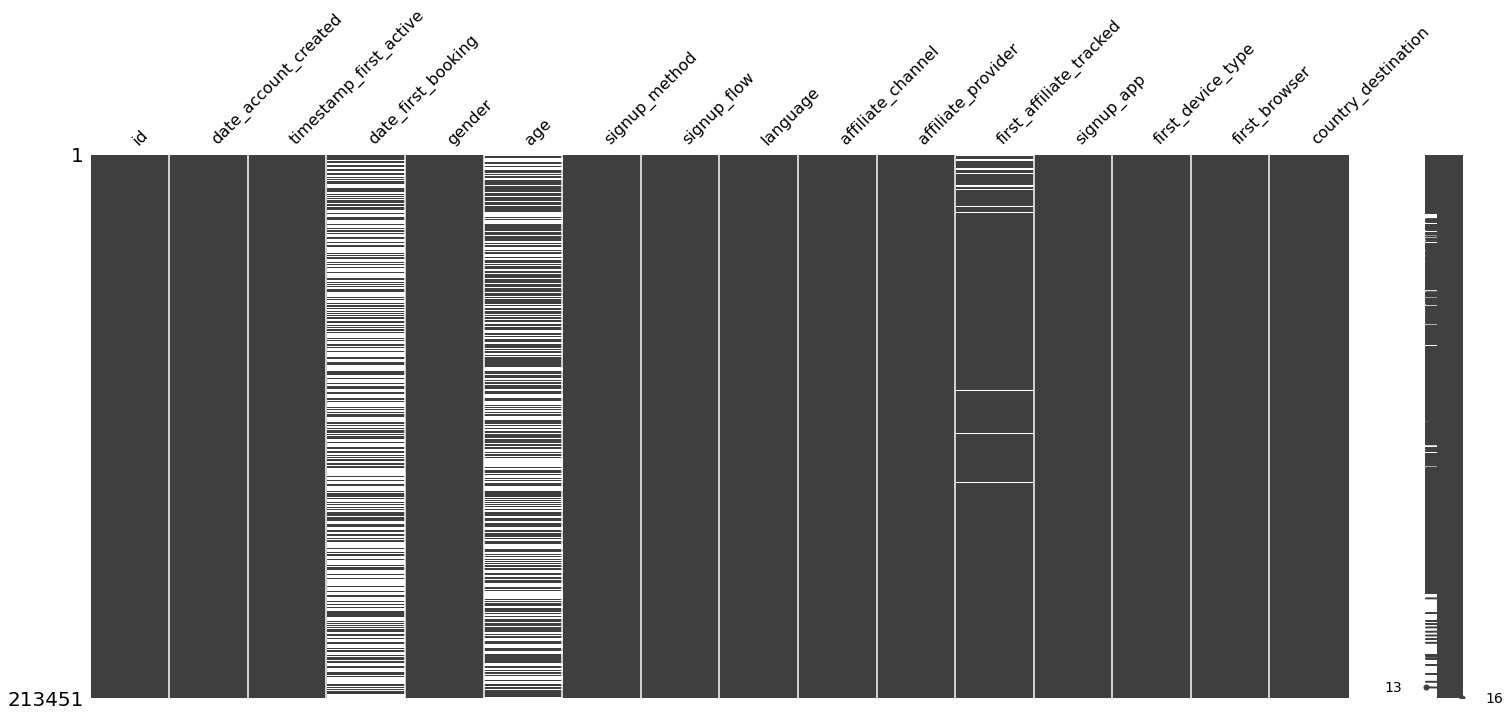 id
date_account_created
timestamp_first_active
date_first_booking
gender
age
signup_method
signup_flow
language
affiliate_channel
affiliate_provider
first_affiliate_tracked
signup_app
first_device_type
first_browser
country_destination
1
213451
13
16